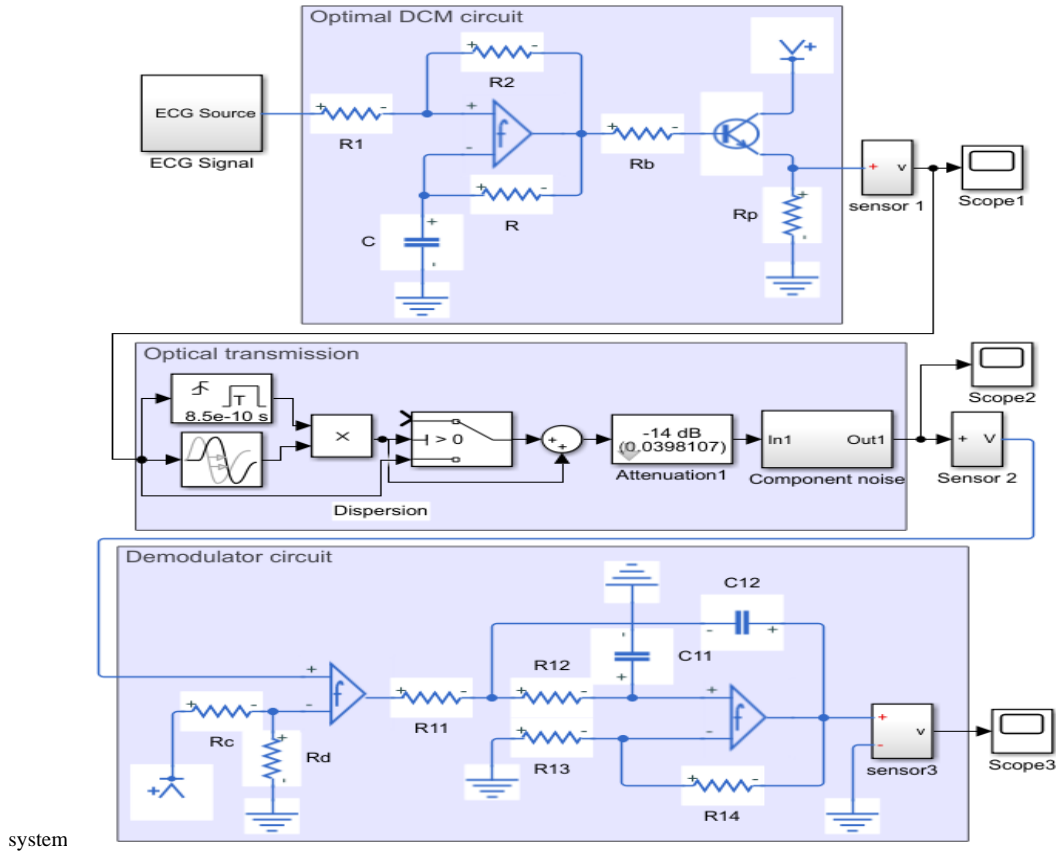 Optimal DCM circuit
R2
ECG Source
ECG Signal
R1
Rb
R
C
Rp
V+
v
sensor 1
Scope1
Optical transmission
T
8.5e-10 s
X
> 0
-14 dB
(0.0398107)
Attenuation1
In1 Out1
Component noise
Dispersion
Scope2
+ V
Sensor 2
Demodulator circuit
C12
C11
R12
R11
Rc
Rd
R13
R14
v
sensor3
Scope3
system